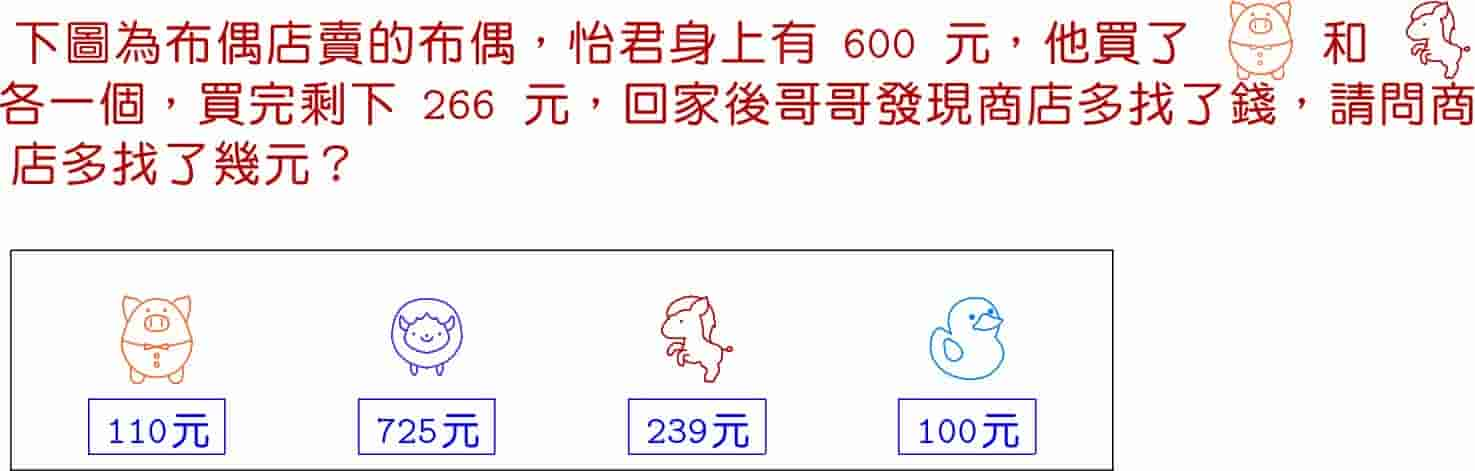 下圖為布偶店賣的布偶，怡君身上有 600 元，他買了 和
各一個，買完剩下 266 元，回家後哥哥發現商店多找了錢，請問商
店多找了幾元？
110元 725元 239元 100元